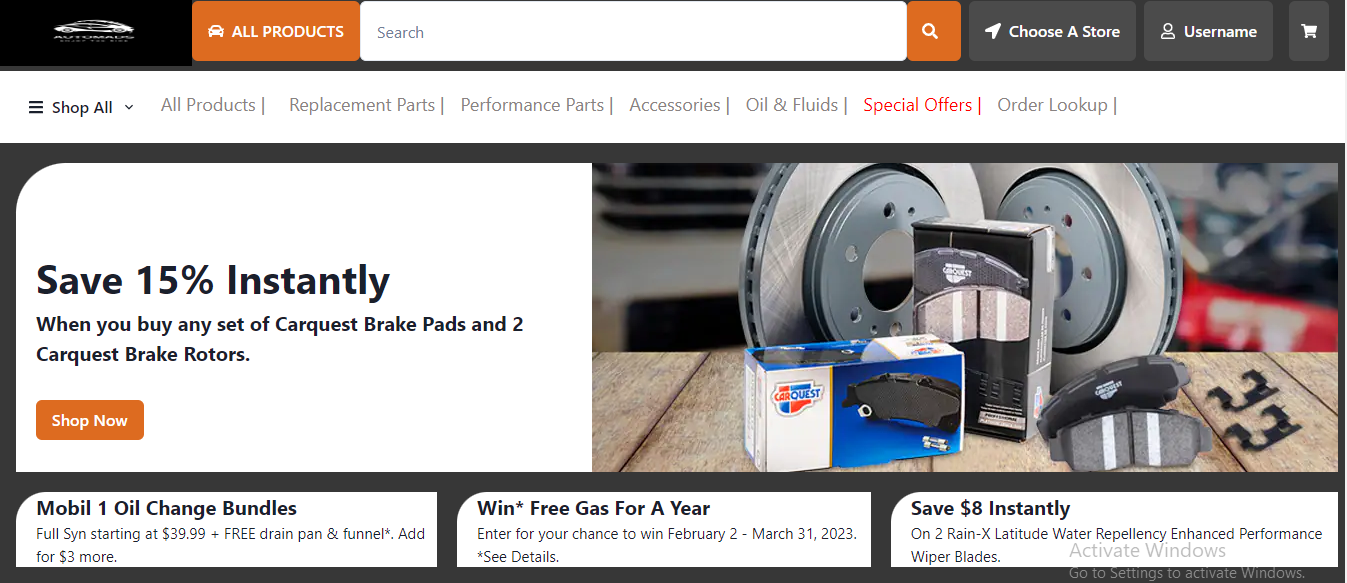 AUTOMADS
ALL PRODUCTS
Search
Choose A Store
Username
Shop All
All Products |
Replacement Parts |
Performance Parts |
Accessories |
Oil & Fluids |
Special Offers |
Order Lookup |
Save 15% Instantly
When you buy any set of Carquest Brake Pads and 2
Carquest Brake Rotors.
Shop Now
CARQUEST
CARQUEST
CARQUEST
Mobil 1 Oil Change Bundles
Full Syn starting at $39.99 + FREE drain pan & funnel*. Add
for $3 more.
Win* Free Gas For A Year
Enter for your chance to win February 2 - March 31, 2023.
*See Details.
Save $8 Instantly
On 2 Rain-X Latitude Water Repellency Enhanced Performance
Wiper Blades.
Activate Windows
Go to Settings to activate Windows.